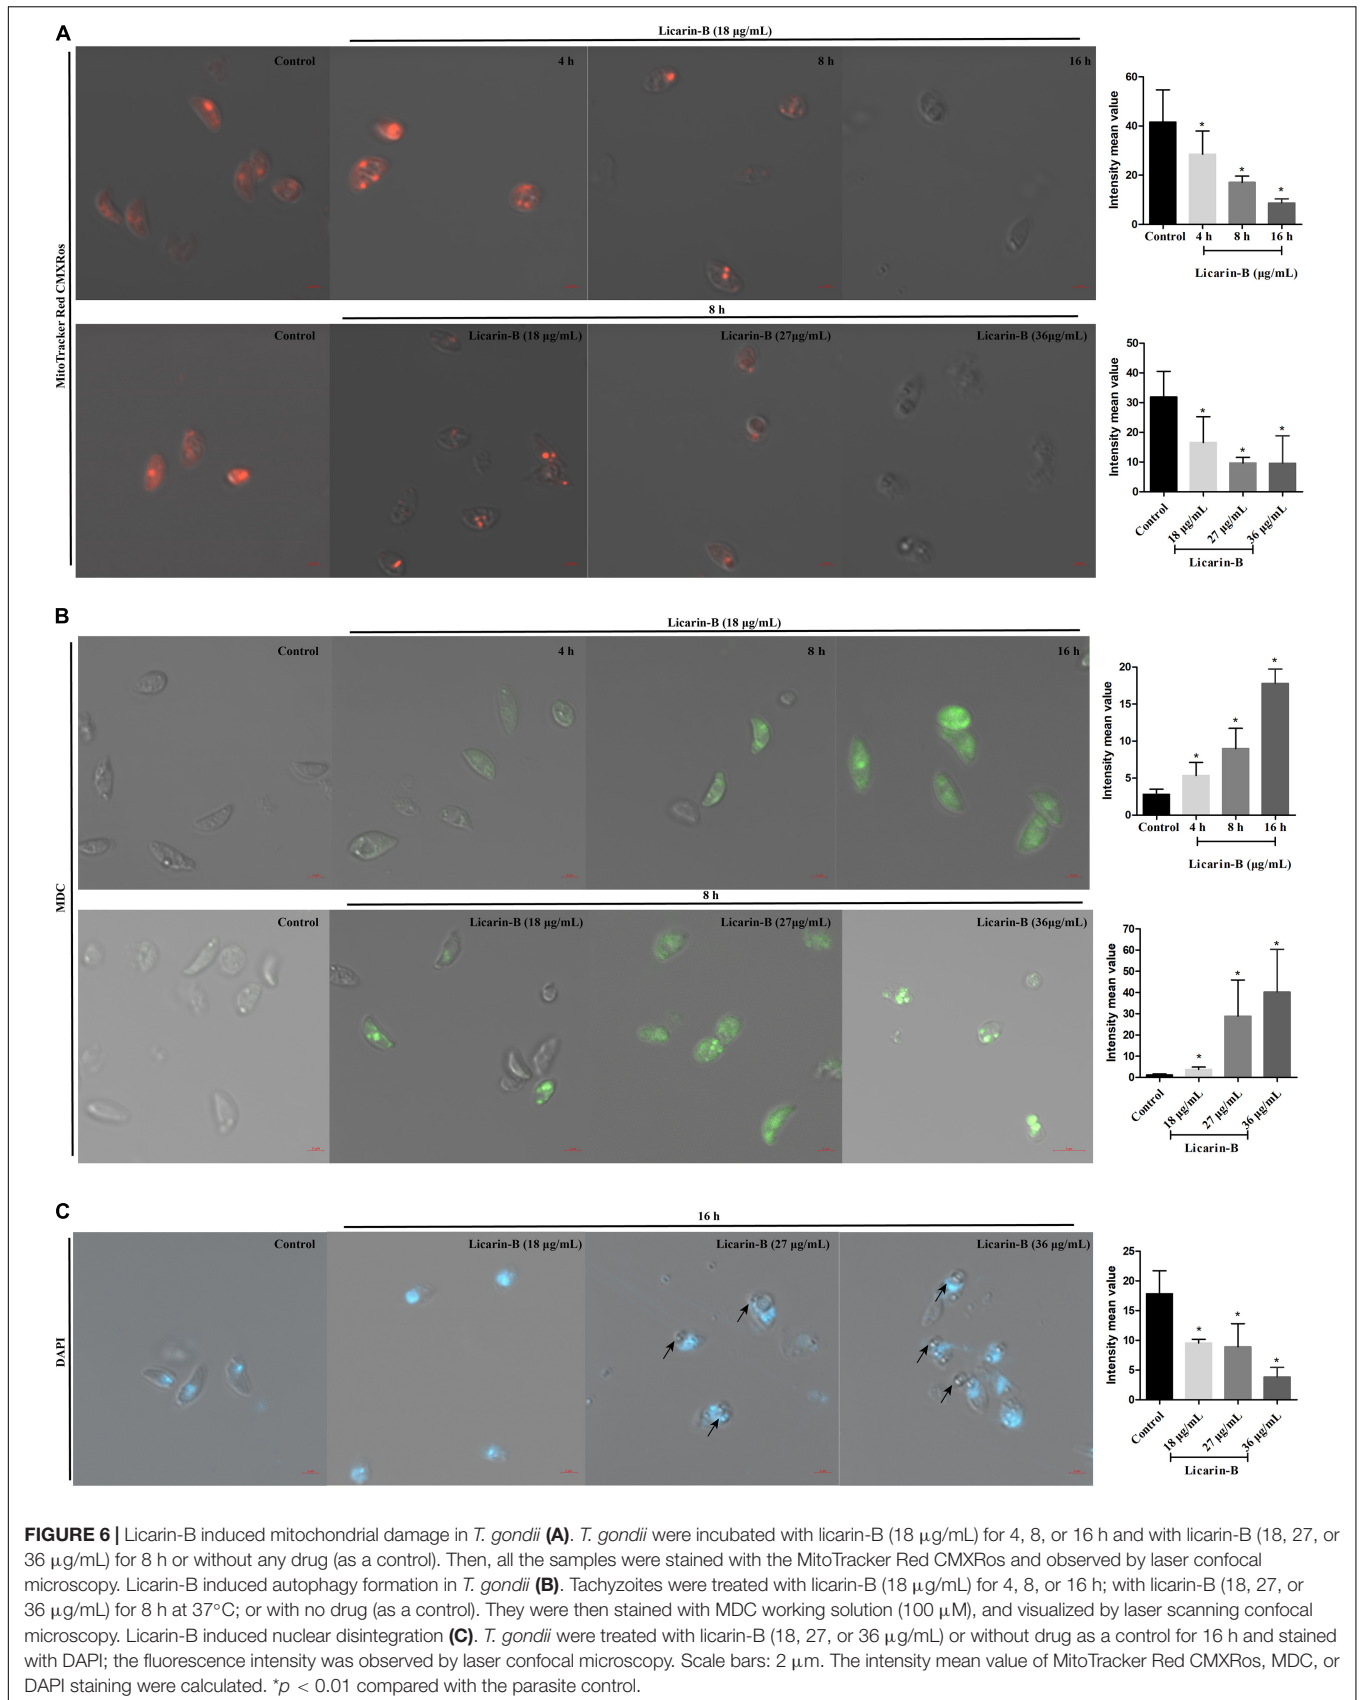 A
Licarin-B (18 µg/mL)
Control
4 h
8 h
16 h
MitoTracker Red CMXRos
60
40
20
0
Intensity mean value
*
*
*
Control 4 h 8 h 16 h
Licarin-B (µg/mL)
8 h
Control
Licarin-B (18 µg/mL)
Licarin-B (27µg/mL)
Licarin-B (36µg/mL)
50
40
30
20
10
0
Intensity mean value
*
*
*
Control
18 µg/mL
27 µg/mL
36 µg/mL
Licarin-B
B
Licarin-B (18 µg/mL)
Control
4 h
8 h
16 h
MDC
20
15
10
5
0
Intensity mean value
*
*
*
Control 4 h 8 h 16 h
Licarin-B (µg/mL)
8 h
Control
Licarin-B (18 µg/mL)
Licarin-B (27µg/mL)
Licarin-B (36µg/mL)
70
60
50
40
30
20
10
0
Intensity mean value
*
*
*
Control
18 µg/mL
27 µg/mL
36 µg/mL
Licarin-B
C
16 h
Control
Licarin-B (18 µg/mL)
Licarin-B (27 µg/mL)
Licarin-B (36 µg/mL)
DAPI
25
20
15
10
5
0
Intensity mean value
*
*
*
Control
18 µg/mL
27 µg/mL
36 µg/mL
Licarin-B
FIGURE 6 | Licarin-B induced mitochondrial damage in T. gondii (A). T. gondii were incubated with licarin-B (18 µg/mL) for 4, 8, or 16 h and with licarin-B (18, 27, or
36 µg/mL) for 8 h or without any drug (as a control). Then, all the samples were stained with the MitoTracker Red CMXRos and observed by laser confocal
microscopy. Licarin-B induced autophagy formation in T. gondii (B). Tachyzoites were treated with licarin-B (18 µg/mL) for 4, 8, or 16 h; with licarin-B (18, 27, or
36 µg/mL) for 8 h at 37°C; or with no drug (as a control). They were then stained with MDC working solution (100 µM), and visualized by laser scanning confocal
microscopy. Licarin-B induced nuclear disintegration (C). T. gondii were treated with licarin-B (18, 27, or 36 µg/mL) or without drug as a control for 16 h and stained
with DAPI; the fluorescence intensity was observed by laser confocal microscopy. Scale bars: 2 µm. The intensity mean value of MitoTracker Red CMXRos, MDC, or
DAPI staining were calculated. *p < 0.01 compared with the parasite control.